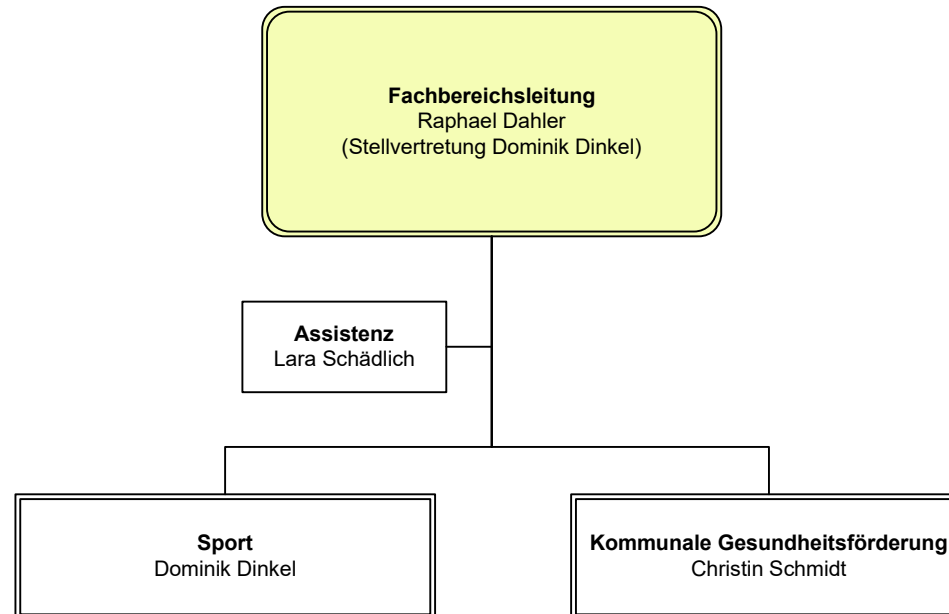 Fachbereichsleitung
Raphael Dahler
(Stellvertretung Dominik Dinkel)
Assistenz
Lara Schädlich
Sport
Dominik Dinkel
Kommunale Gesundheitsförderung
Christin Schmidt